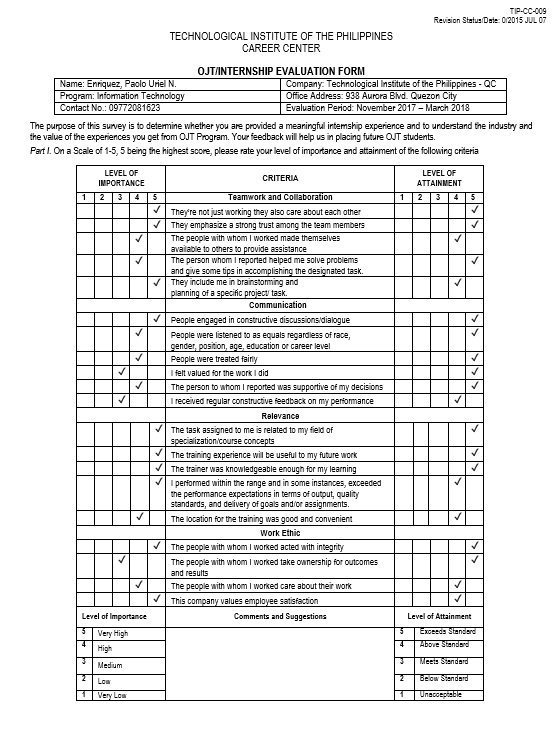 TIP-CC-009
Revision Status/Date: 0/2015 JUL 07
TECHNOLOGICAL INSTITUTE OF THE PHILIPPINES
CAREER CENTER
OJT/INTERNSHIP EVALUATION FORM
Name: Enriquez, Paolo Uriel N. Company: Technological Institute of the Philippines - QC
Program: Information Technology Office Address: 938 Aurora Blvd. Quezon City
Contact No.: 09772081623 Evaluation Period: November 2017 – March 2018
The purpose of this survey is to determine whether you are provided a meaningful internship experience and to understand the industry and
the value of the experiences you get from OJT Program. Your feedback will help us in placing future OJT students.
Part I. On a Scale of 1-5, 5 being the highest score, please rate your level of importance and attainment of the following criteria
LEVEL OF IMPORTANCE CRITERIA LEVEL OF ATTAINMENT
1 2 3 4 5 Teamwork and Collaboration 1 2 3 4 5
✓ They're not just working they also care about each other ✓
✓ They emphasize a strong trust among the team members ✓
✓ The people with whom I worked made themselves ✓
available to others to provide assistance
✓ The person whom I reported helped me solve problems ✓
and give some tips in accomplishing the designated task.
✓ They include me in brainstorming and ✓
planning of a specific project/ task.
Communication
✓ People engaged in constructive discussions/dialogue ✓
✓ People were listened to as equals regardless of race, ✓
gender, position, age, education or career level
✓ People were treated fairly ✓
✓ I felt valued for the work I did ✓
✓ The person to whom I reported was supportive of my decisions ✓
✓ I received regular constructive feedback on my performance ✓
Relevance
✓ The task assigned to me is related to my field of ✓
specialization/course concepts
✓ The training experience will be useful to my future work ✓
✓ The trainer was knowledgeable enough for my learning ✓
✓ I performed within the range and in some instances, exceeded ✓
the performance expectations in terms of output, quality
standards, and delivery of goals and/or assignments.
✓ The location for the training was good and convenient ✓
Work Ethic
✓ The people with whom I worked acted with integrity ✓
✓ The people with whom I worked take ownership for outcomes ✓
and results
✓ The people with whom I worked care about their work ✓
✓ This company values employee satisfaction ✓
Level of Importance Comments and Suggestions Level of Attainment
5 Very High 5 Exceeds Standard
4 High 4 Above Standard
3 Medium 3 Meets Standard
2 Low 2 Below Standard
1 Very Low 1 Unacceptable